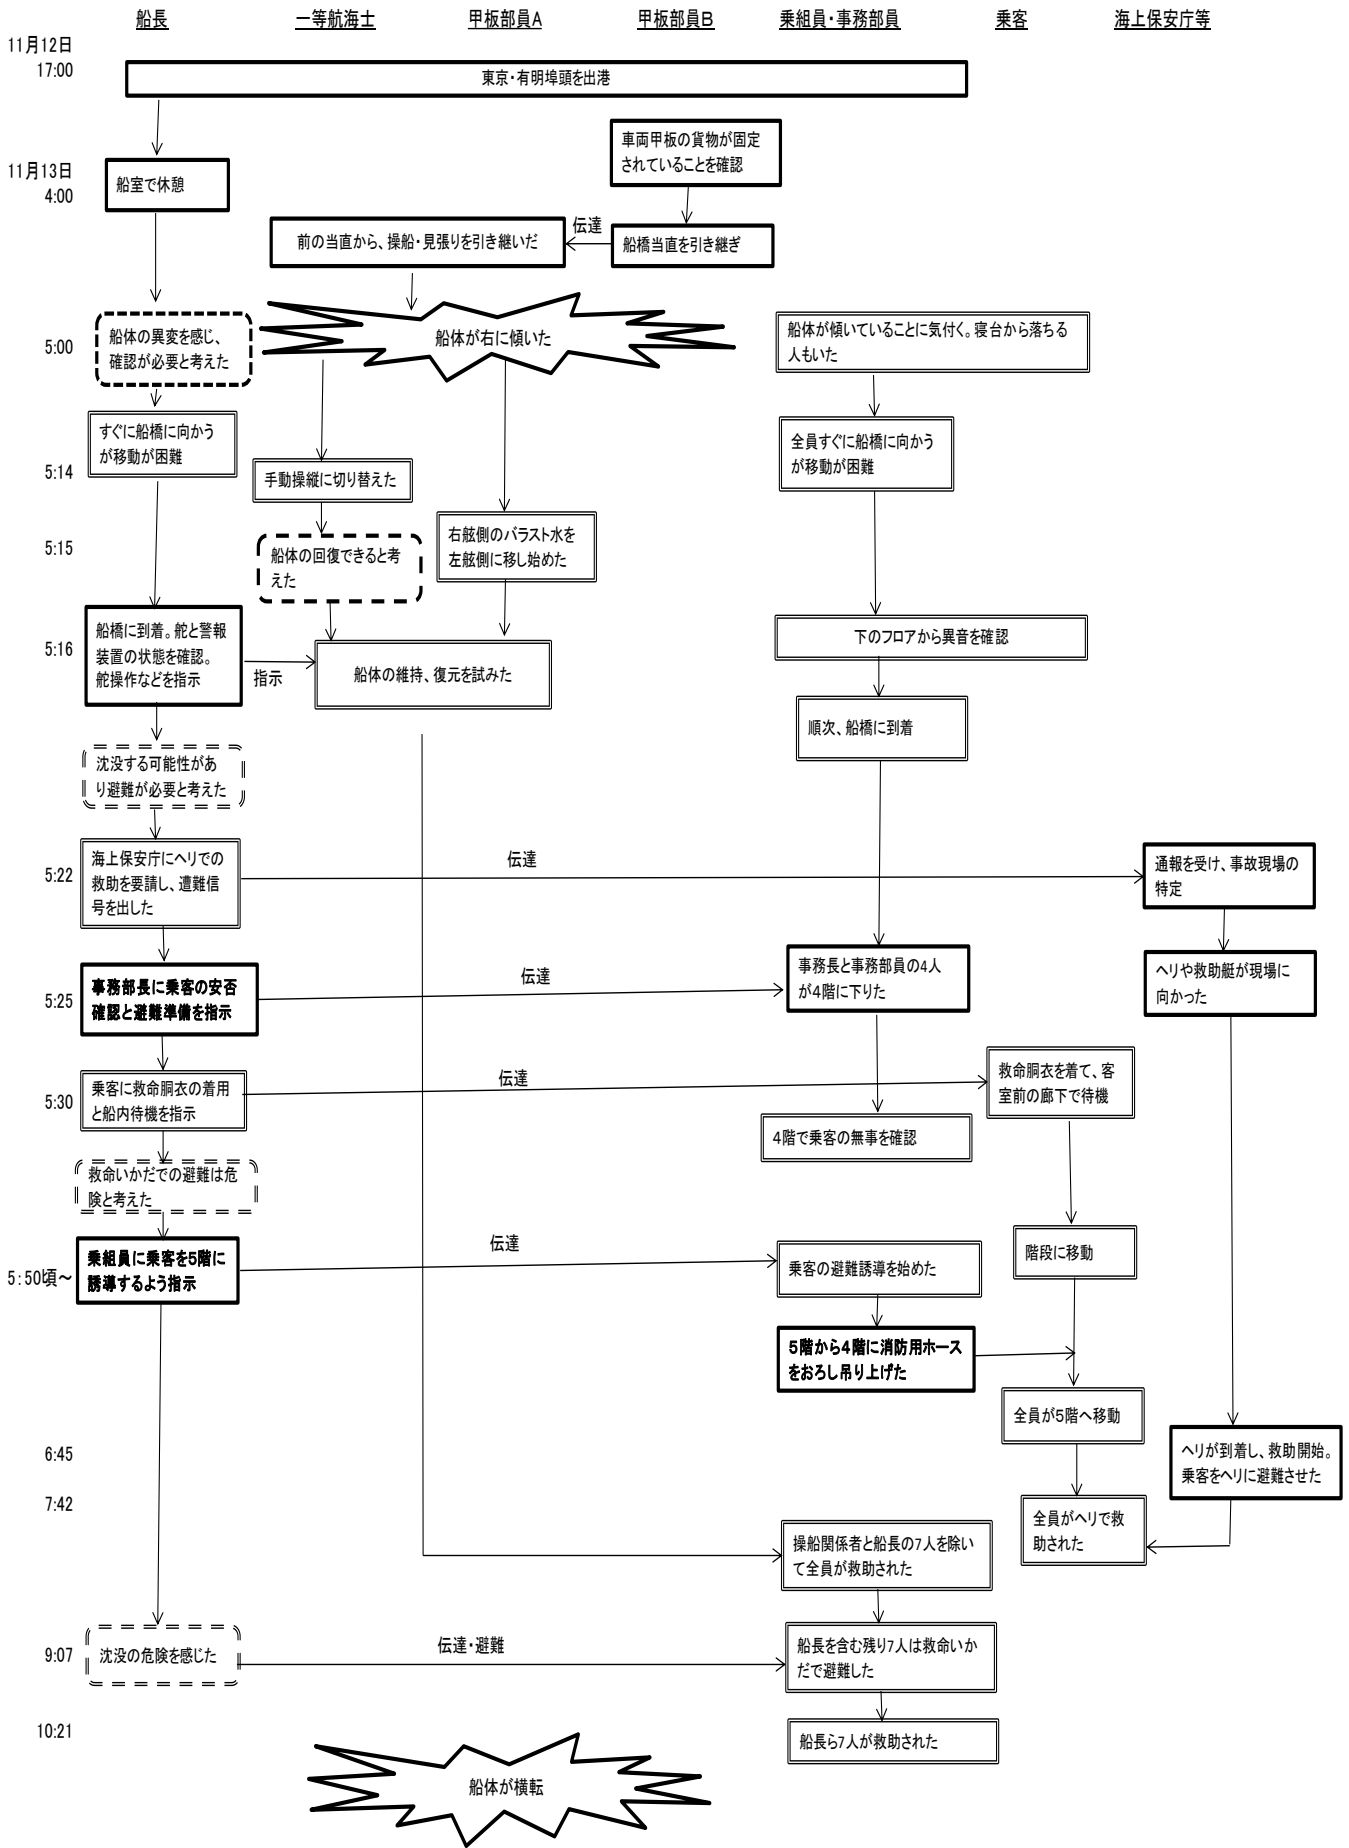 船長
一等航海士
甲板部員A
甲板部員B
乗組員・事務部員
乗客
海上保安庁等
11月12日
17:00
東京・有明埠頭を出港
車両甲板の貨物が固定
されていることを確認
11月13日
4:00
船室で休憩
前の当直から、操船・見張りを引き継いだ
伝達
船橋当直を引き継ぎ
5:00
船体の異変を感じ、
確認が必要と考えた
船体が右に傾いた
船体が傾いていることに気付く。寝台から落ちる
人もいた
すぐに船橋に向かう
が移動が困難
全員すぐに船橋に向かう
が移動が困難
5:14
手動操縦に切り替えた
5:15
船体の回復できると考
えた
右舷側のバラスト水を
左舷側に移し始めた
5:16
船橋に到着。舵と警報
装置の状態を確認。
舵操作などを指示
指示
船体の維持、復元を試みた
下のフロアから異音を確認
順次、船橋に到着
沈没する可能性があ
り避難が必要と考えた
5:22
海上保安庁にヘリでの
救助を要請し、遭難信
号を出した
伝達
通報を受け、事故現場の
特定
5:25
事務部長に乗客の安否
確認と避難準備を指示
伝達
事務長と事務部員の4人
が4階に下りた
ヘリや救助艇が現場に
向かった
5:30
乗客に救命胴衣の着用
と船内待機を指示
伝達
救命胴衣を着て、客
室前の廊下で待機
4階で乗客の無事を確認
救命いかだでの避難は危
険と考えた
5:50頃～
乗組員に乗客を5階に
誘導するよう指示
伝達
乗客の避難誘導を始めた
階段に移動
5階から4階に消防用ホース
をおろし吊り上げた
全員が5階へ移動
6:45
ヘリが到着し、救助開始。
乗客をヘリに避難させた
7:42
全員がヘリで救
助された
操船関係者と船長の7人を除い
て全員が救助された
9:07
沈没の危険を感じた
伝達・避難
船長を含む残り7人は救命いか
だで避難した
10:21
船長ら7人が救助された
船体が横転